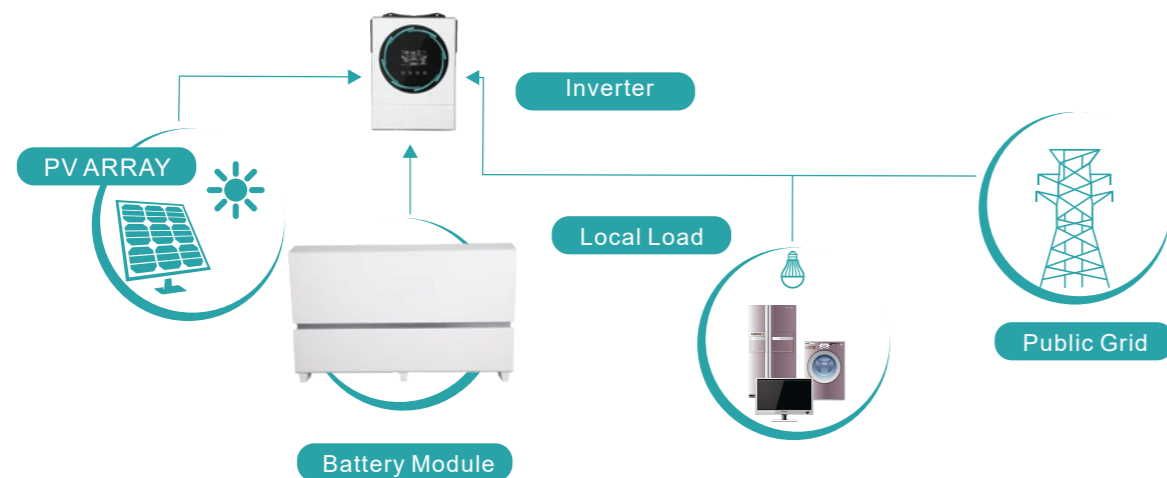 Inverter
PV ARRAY
Local Load
Public Grid
Battery Module